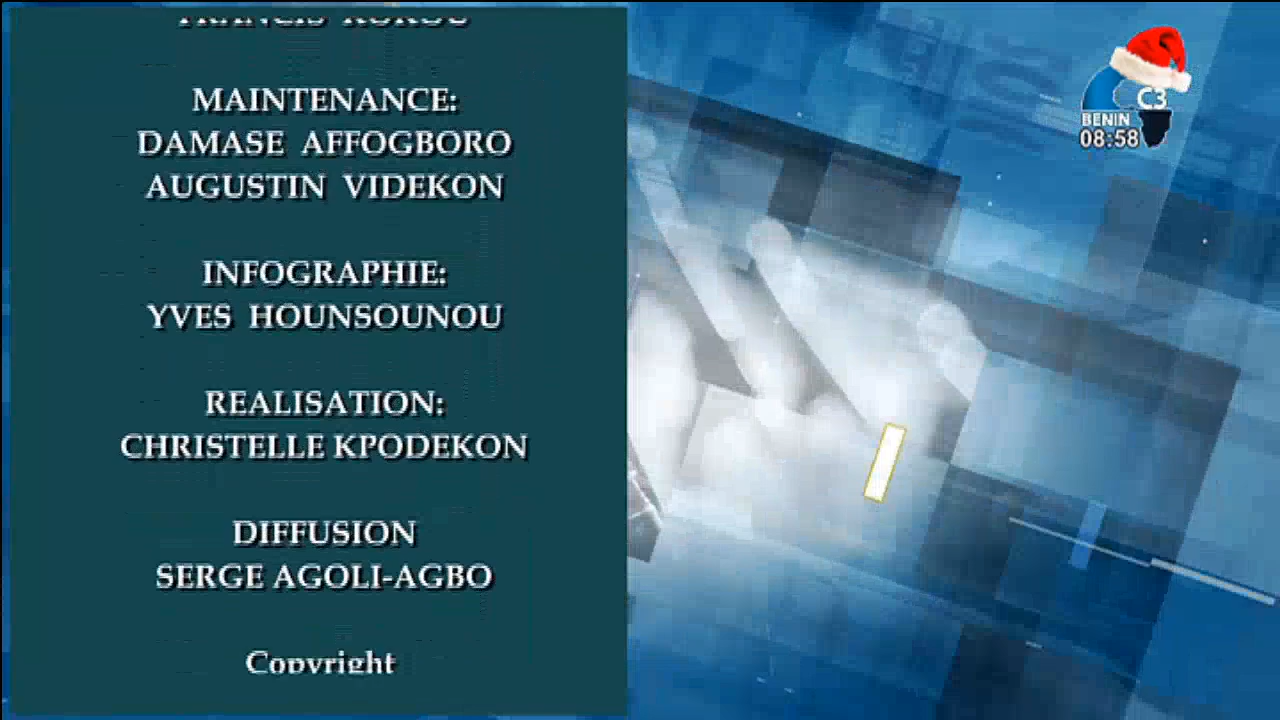 MAINTENANCE:
DAMASE AFFOGBORO
AUGUSTIN VIDEKON
INFOGRAPHIE:
YVES HOUNSOUNOU
REALISATION:
CHRISTELLE KPODEKON
DIFFUSION
SERGE AGOLI-AGBO
Copyright
C3
BENIN
08:58